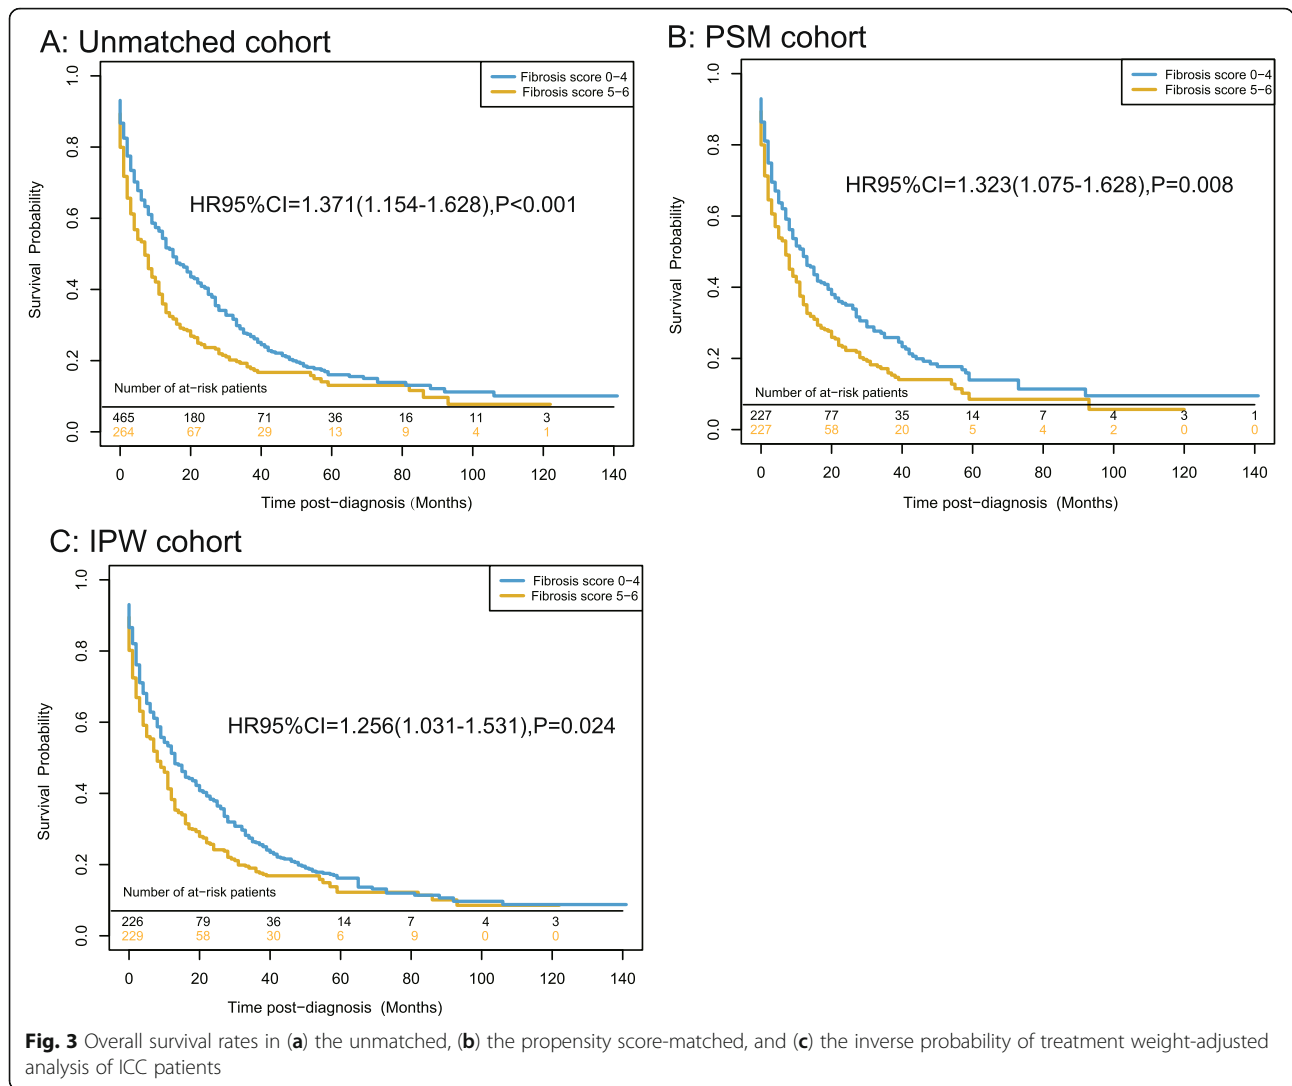 A: Unmatched cohort
Fibrosis score 0−4
Fibrosis score 5−6
HR95%CI=1.371(1.154-1.628),P<0.001
Survival Probability
1.0
0.8
0.6
0.4
0.2
0.0
Number of at−risk patients
465 180 71 36 16 11 3
264 67 29 13 9 4 1
0 20 40 60 80 100 120 140
Time post−diagnosis (Months)
B: PSM cohort
Fibrosis score 0−4
Fibrosis score 5−6
HR95%CI=1.323(1.075-1.628),P=0.008
Survival Probability
1.0
0.8
0.6
0.4
0.2
0.0
Number of at−risk patients
227 77 35 14 7 4 3 1
227 58 20 5 4 2 0 0
0 20 40 60 80 100 120 140
Time post−diagnosis (Months)
C: IPW cohort
Fibrosis score 0−4
Fibrosis score 5−6
HR95%CI=1.256(1.031-1.531),P=0.024
Survival Probability
1.0
0.8
0.6
0.4
0.2
0.0
Number of at−risk patients
226 79 36 14 7 4 3
229 58 30 6 9 0 0
0 20 40 60 80 100 120 140
Time post−diagnosis (Months)
Fig. 3 Overall survival rates in (a) the unmatched, (b) the propensity score-matched, and (c) the inverse probability of treatment weight-adjusted
analysis of ICC patients